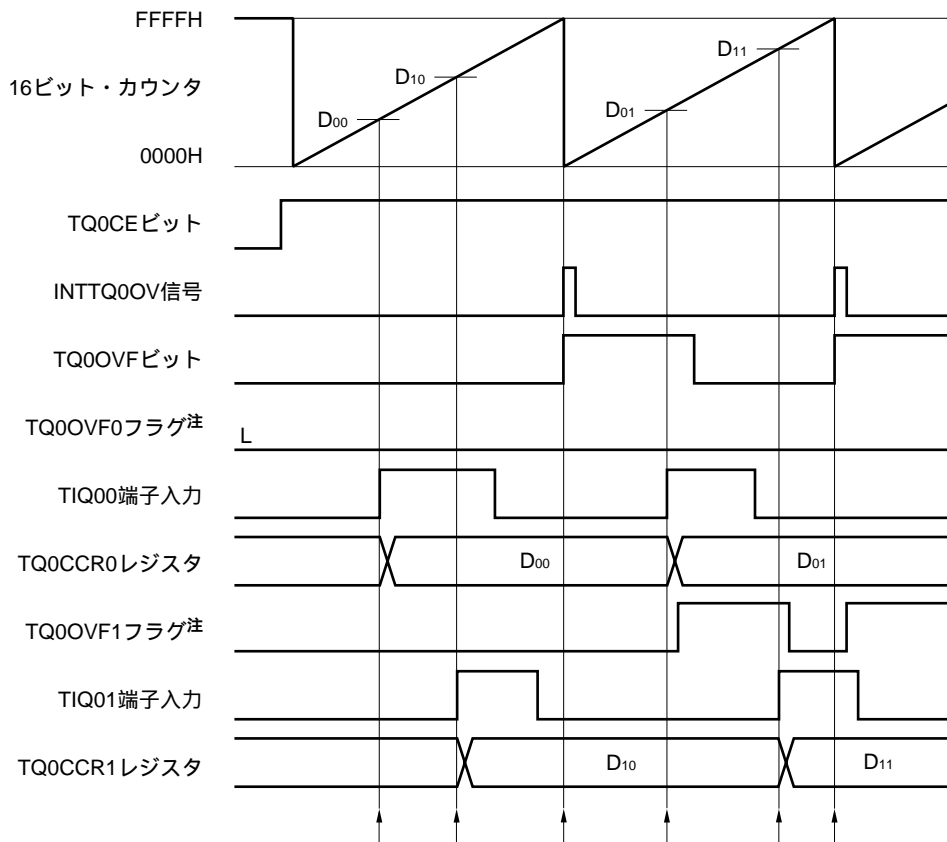 FFFFH
16ビット・カウンタ
0000H
D00
D10
D01
D11
TQ0CEビット
INTTQ0OV信号
TQ0OVFビット
TQ0OVF0フラグ注
L
TIQ00端子入力
TQ0CCR0レジスタ
D00
D01
TQ0OVF1フラグ注
TIQ01端子入力
TQ0CCR1レジスタ
D10
D11